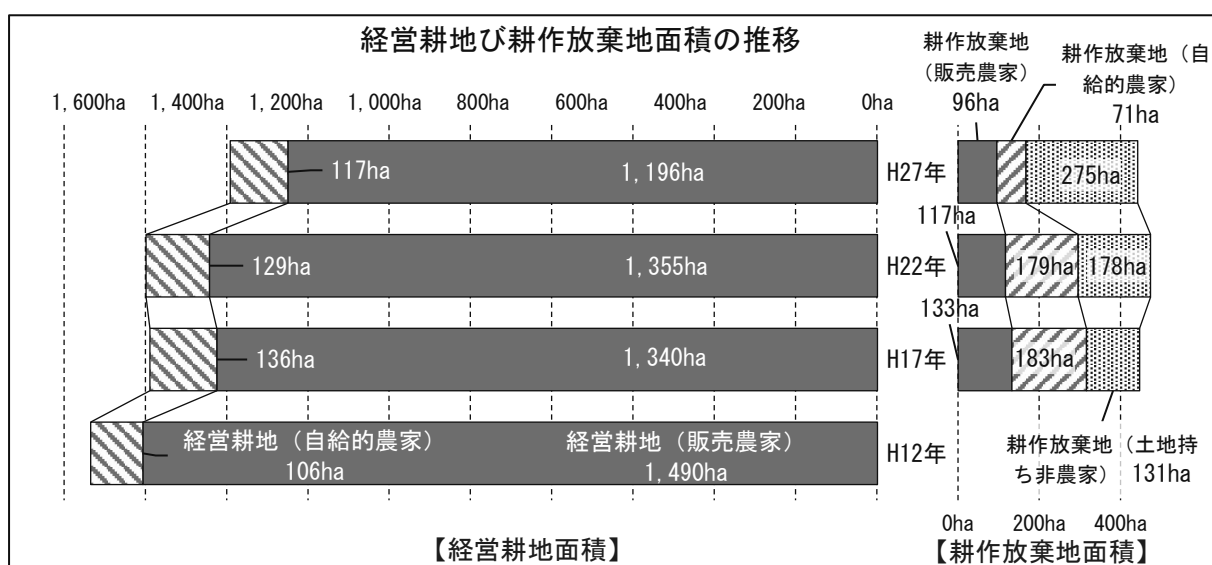 経営耕地び耕作放棄地面積の推移
耕作放棄地
（販売農家）
96ha
耕作放棄地（自
給的農家）
71ha
1,600ha 1,400ha 1,200ha 1,000ha 800ha 600ha 400ha 200ha 0ha
117ha 1,196ha H27年 275ha
117ha
129ha 1,355ha H22年 179ha 178ha
133ha
136ha 1,340ha H17年 183ha
経営耕地（自給的農家）
106ha
経営耕地（販売農家）
1,490ha
H12年
耕作放棄地（土地持
ち非農家）131ha
0ha 200ha 400ha
【経営耕地面積】 【耕作放棄地面積】